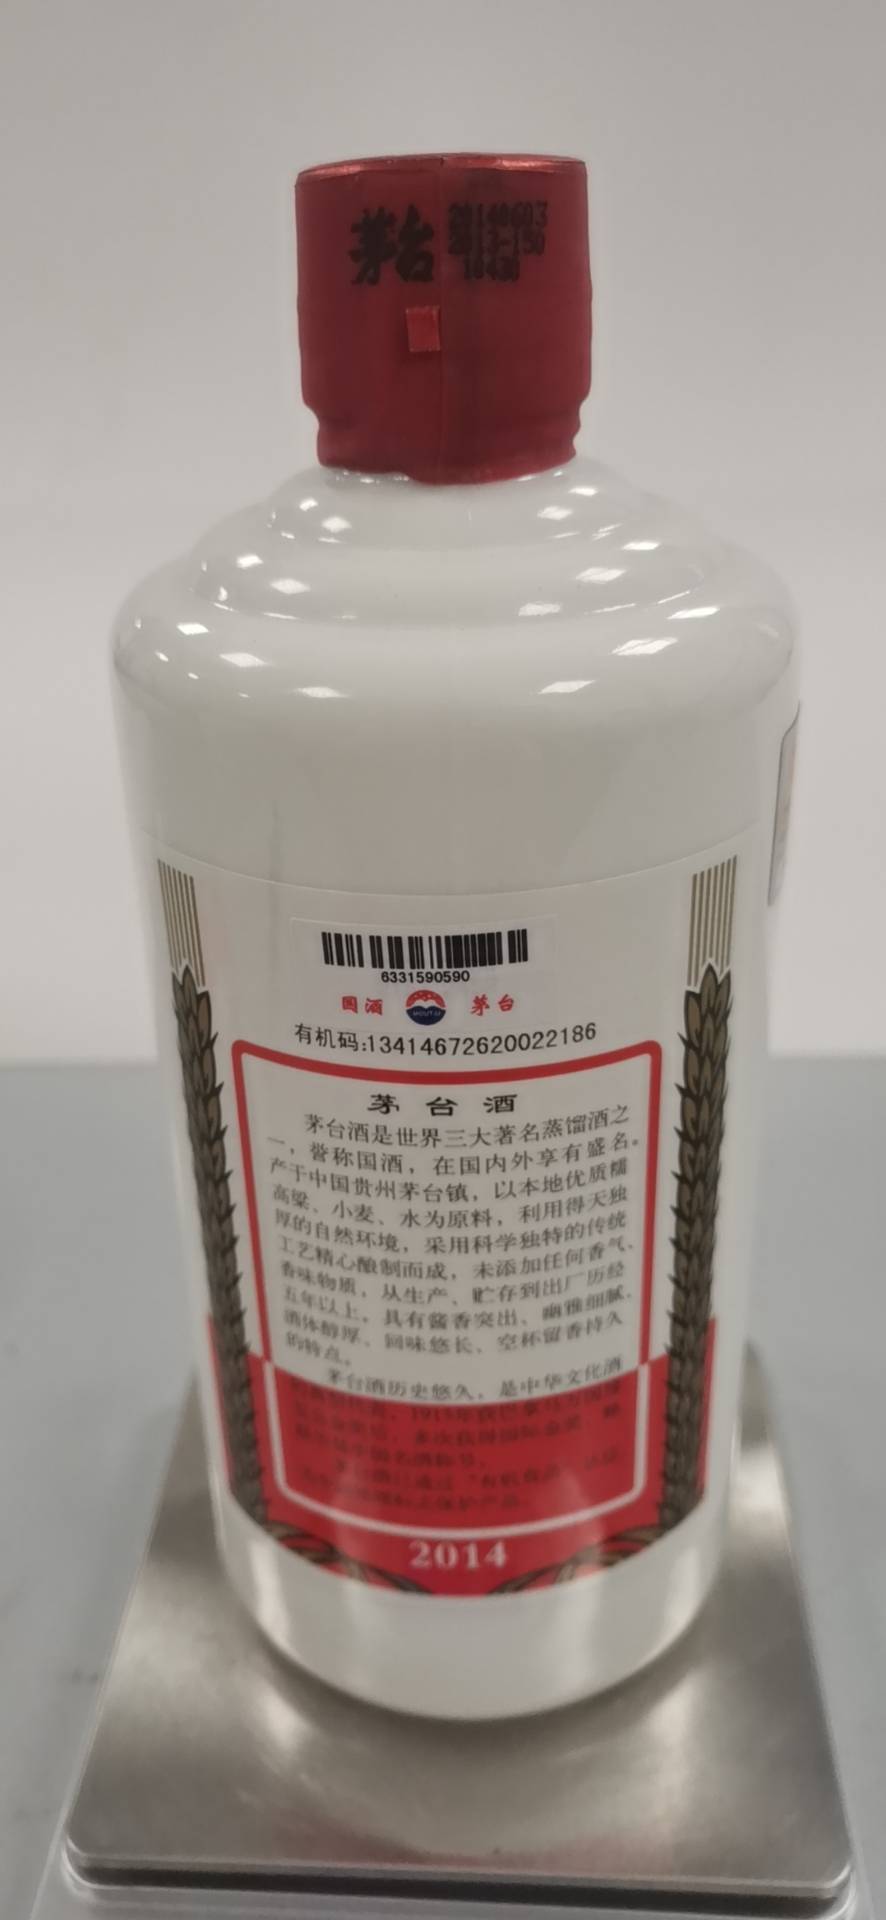 茅台
20140603
2013-150
6331590590
国酒
MOUTAI
茅台
有机码:13414672620022186
茅台酒
茅台酒是世界三大著名蒸馏酒之
一，誉称国酒，在国内外享有盛名。
产于中国贵州茅台镇，以本地优质糯
高粱、小麦、水为原料，利用得天独
厚的自然环境，采用科学独特的传统
工艺精心酿制而成，未添加任何香气、
香味物质，从生产、贮存到出厂历经
五年以上，具有酱香突出、幽雅细腻、
酒体醇厚、回味悠长、空杯留香持久
的特点。
茅台酒历史悠久，是中华文化酒
2014